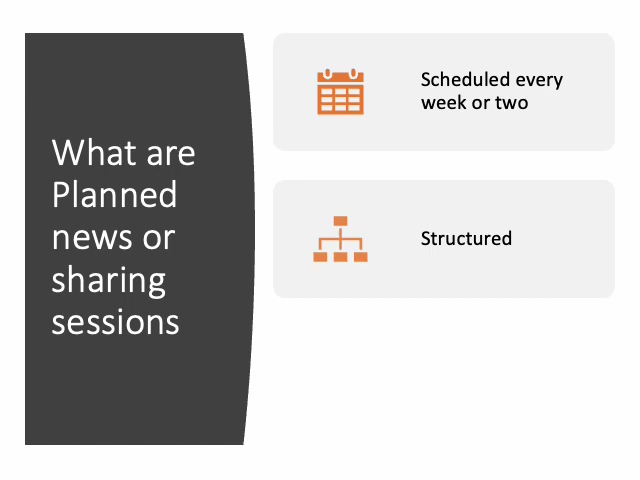 What are
Planned
news or
sharing
sessions
Scheduled every
week or two
Structured